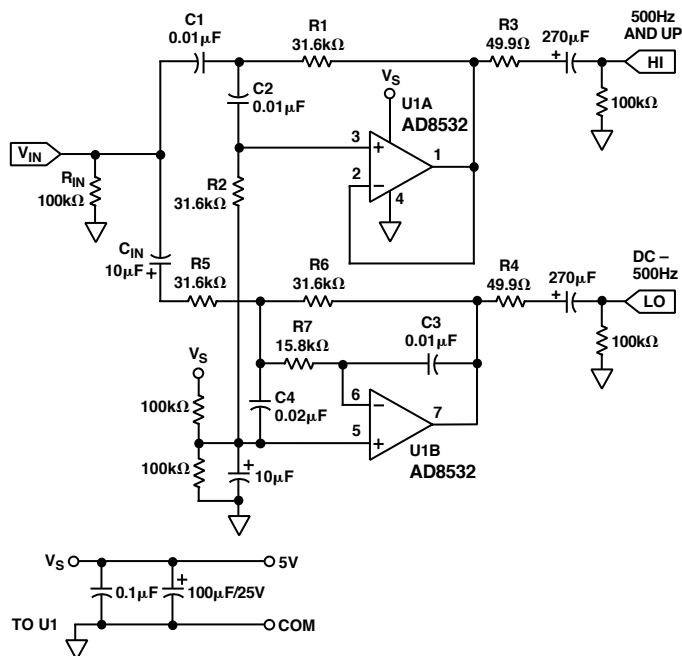 C1
0.01µF
R1
31.6kΩ
R3
49.9Ω
270µF
+
500Hz
AND UP
HI
100kΩ
C2
0.01µF
VS
U1A
AD8532
3
+
1
2
−
4
VIN
RIN
100kΩ
R2
31.6kΩ
CIN
10µF
+
R5
31.6kΩ
R6
31.6kΩ
R4
49.9Ω
270µF
+
DC –
500Hz
LO
100kΩ
R7
15.8kΩ
C3
0.01µF
VS
100kΩ
100kΩ
C4
0.02µF
6
−
7
5
+
U1B
AD8532
+
10µF
VS
5V
0.1µF
+
100µF/25V
TO U1
COM